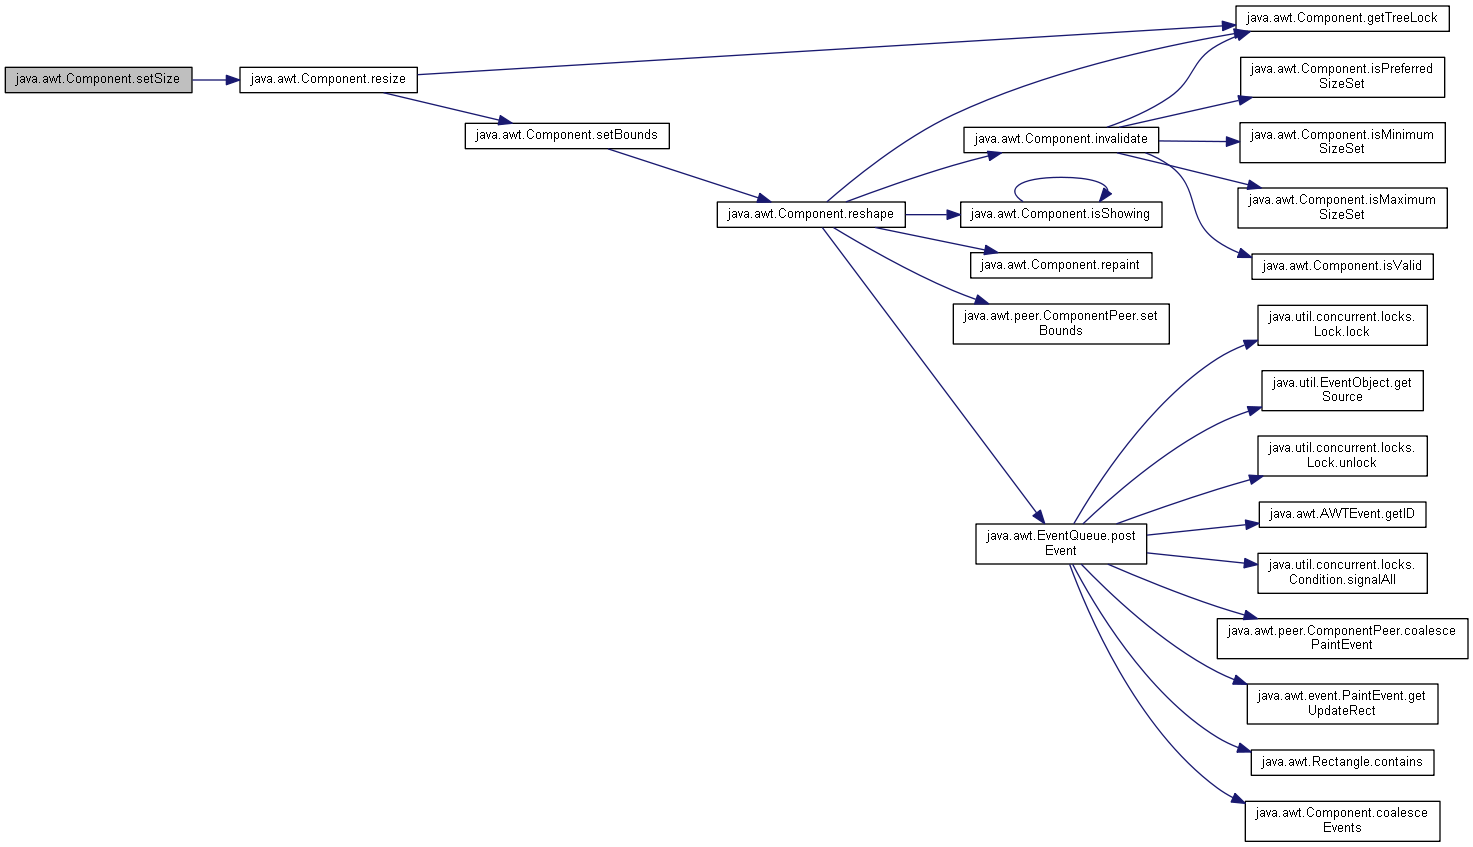 java.awt.Component.getTreeLock
java.awt.Component.setSize
java.awt.Component.resize
java.awt.Component.isPreferred
SizeSet
java.awt.Component.setBounds
java.awt.Component.invalidate
java.awt.Component.isMinimum
SizeSet
java.awt.Component.isMaximum
SizeSet
java.awt.Component.reshape
java.awt.Component.isShowing
java.awt.Component.repaint
java.awt.Component.isValid
java.awt.peer.ComponentPeer.set
Bounds
java.util.concurrent.locks.
Lock.lock
java.util.EventObject.get
Source
java.util.concurrent.locks.
Lock.unlock
java.awt.AWTEvent.getID
java.awt.EventQueue.post
Event
java.util.concurrent.locks.
Condition.signalAll
java.awt.peer.ComponentPeer.coalesce
PaintEvent
java.awt.event.PaintEvent.get
UpdateRect
java.awt.Rectangle.contains
java.awt.Component.coalesce
Events